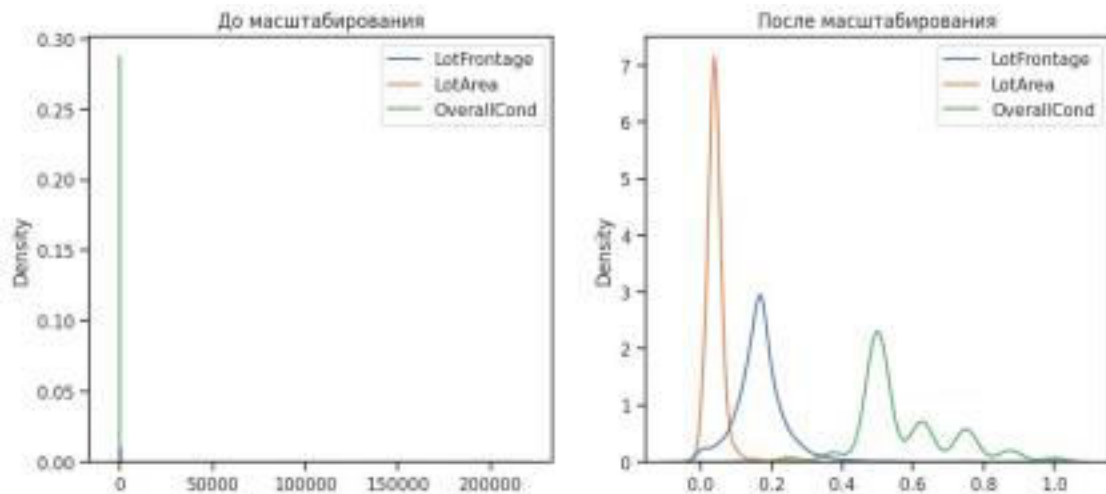 До масштабирования
0.30
0.25
0.20
0.15
0.10
0.05
0.00
Density
LotFrontage
LotArea
OverallCond
0 50000 100000 150000 200000
После масштабирования
7
6
5
4
3
2
1
0
Density
LotFrontage
LotArea
OverallCond
0.0 0.2 0.4 0.6 0.8 1.0